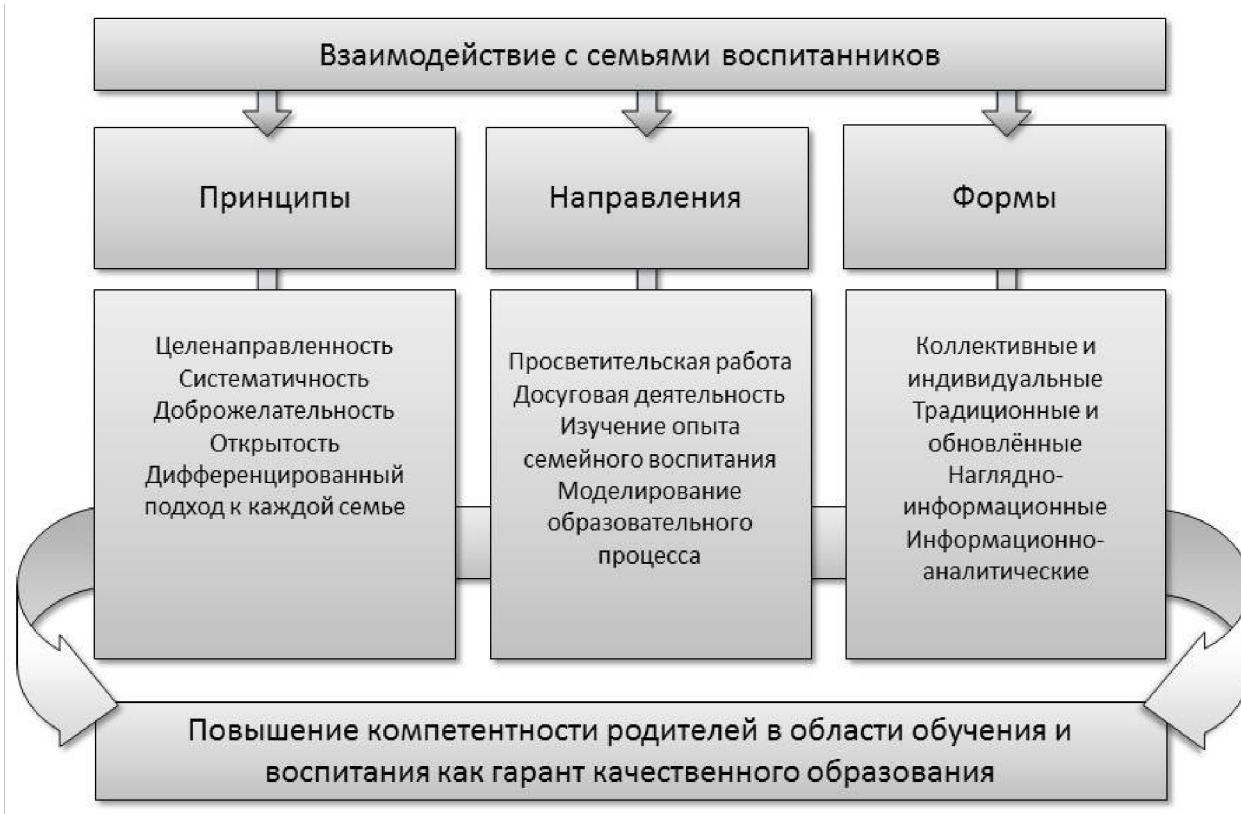 Взаимодействие с семьями воспитанников
Принципы
Направления
Формы
Целенаправленность
Систематичность
Доброжелательность
Открытость
Дифференцированный
подход к каждой семье
Просветительская работа
Досуговая деятельность
Изучение опыта
семейного воспитания
Моделирование
образовательного
процесса
Коллективные и
индивидуальные
Традиционные и
обновлённые
Наглядно-
информационные
Информационно-
аналитические
Повышение компетентности родителей в области обучения и
воспитания как гарант качественного образования